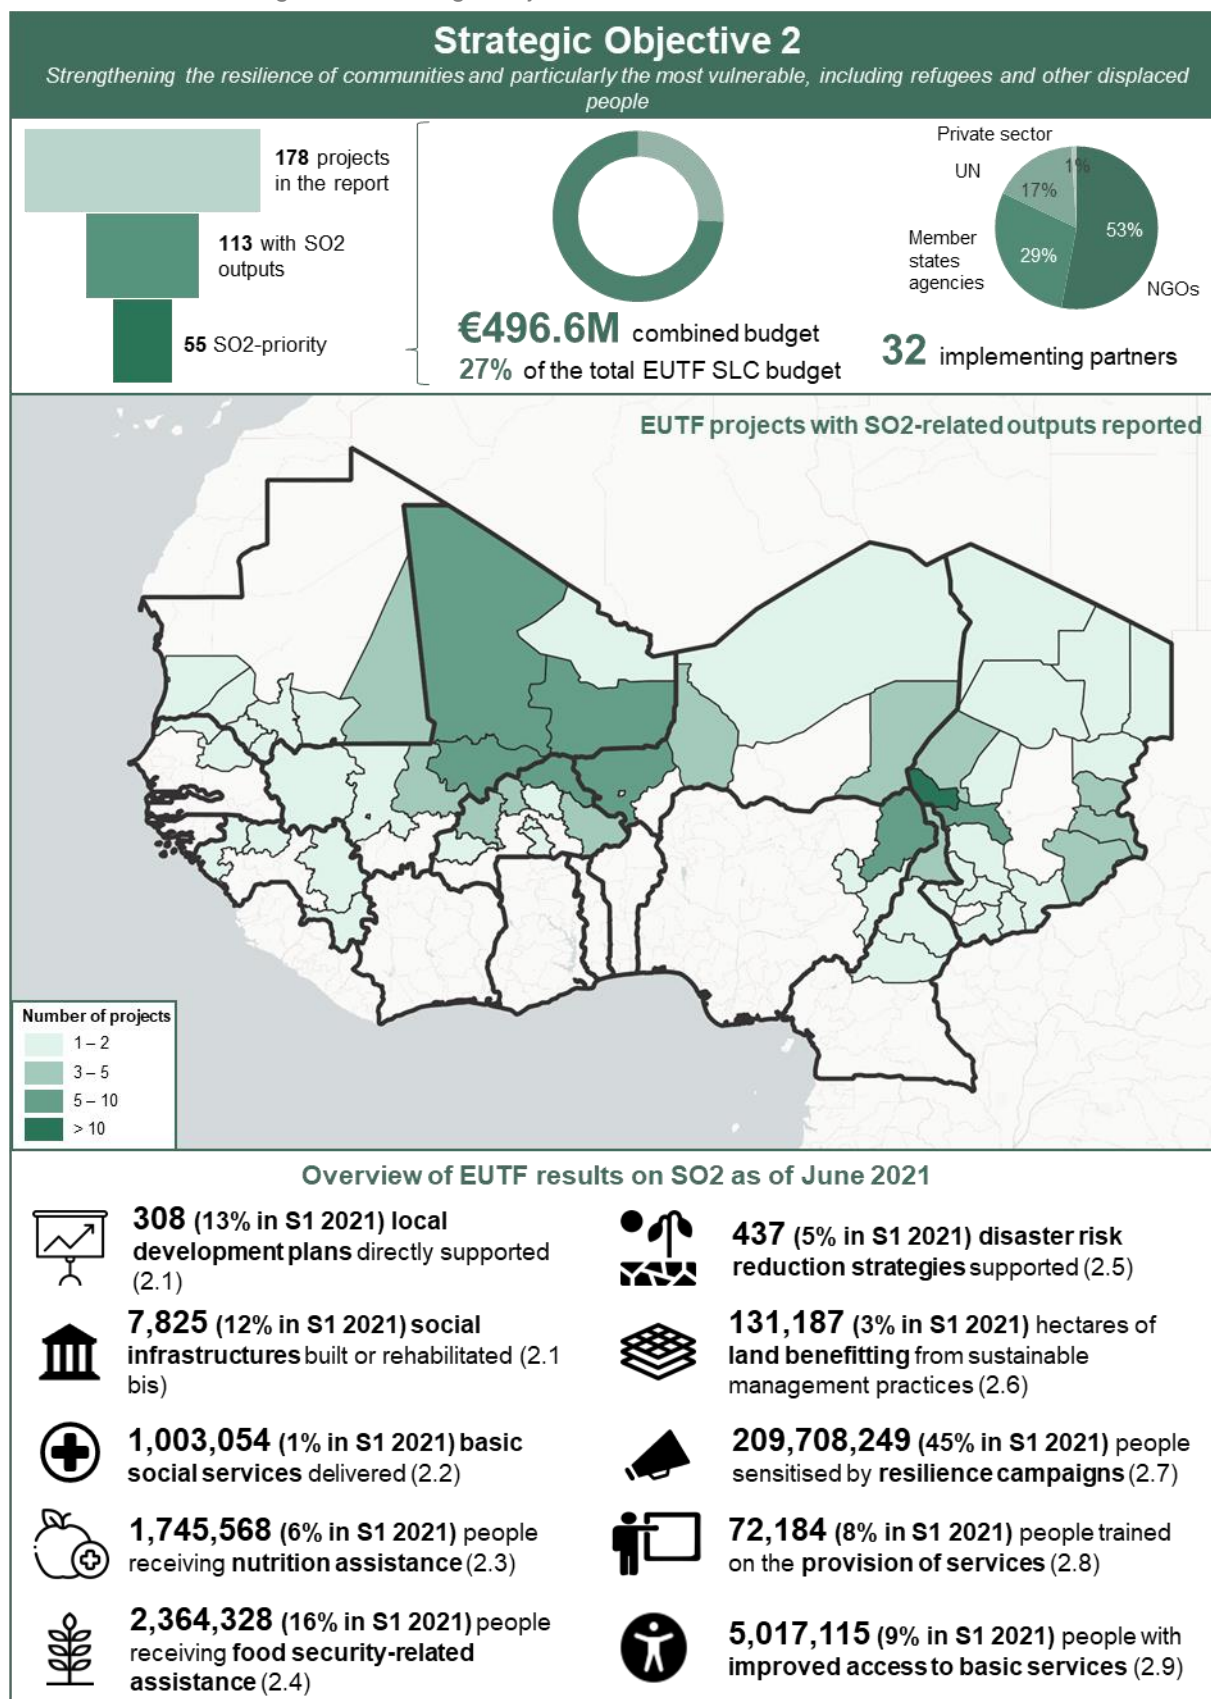 Strategic Objective 2
Strengthening the resilience of communities and particularly the most vulnerable, including refugees and other displaced
people
178 projects
in the report
113 with SO2
outputs
55 SO2-priority
€496.6M combined budget
27% of the total EUTF SLC budget
Private sector
1%
UN
17%
Member
states
agencies
29%
53%
NGOs
32 implementing partners
EUTF projects with SO2-related outputs reported
Number of projects
1 – 2
3 – 5
5 – 10
> 10
Overview of EUTF results on SO2 as of June 2021
308 (13% in S1 2021) local
development plans directly supported
(2.1)
7,825 (12% in S1 2021) social
infrastructures built or rehabilitated (2.1
bis)
1,003,054 (1% in S1 2021) basic
social services delivered (2.2)
1,745,568 (6% in S1 2021) people
receiving nutrition assistance (2.3)
2,364,328 (16% in S1 2021) people
receiving food security-related
assistance (2.4)
437 (5% in S1 2021) disaster risk
reduction strategies supported (2.5)
131,187 (3% in S1 2021) hectares of
land benefitting from sustainable
management practices (2.6)
209,708,249 (45% in S1 2021) people
sensitised by resilience campaigns (2.7)
72,184 (8% in S1 2021) people trained
on the provision of services (2.8)
5,017,115 (9% in S1 2021) people with
improved access to basic services (2.9)